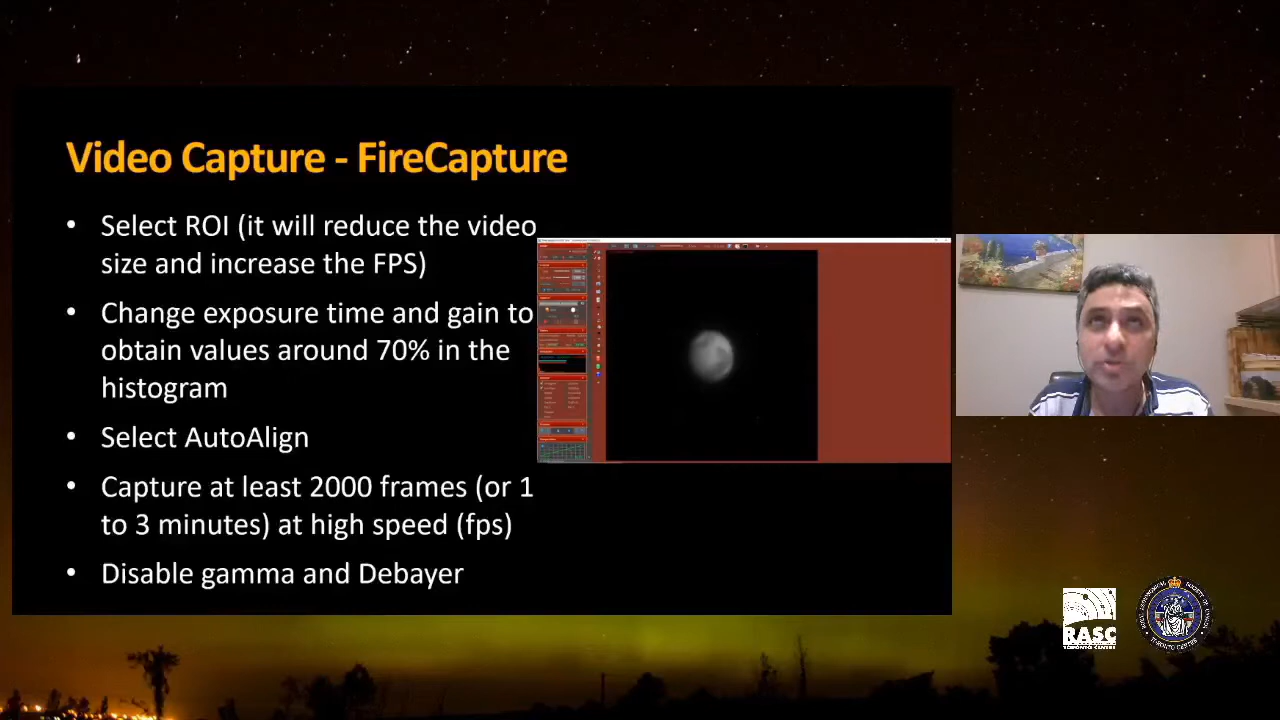 Video Capture - FireCapture
• Select ROI (it will reduce the video
size and increase the FPS)
• Change exposure time and gain to
obtain values around 70% in the
histogram
• Select AutoAlign
• Capture at least 2000 frames (or 1
to 3 minutes) at high speed (fps)
• Disable gamma and Debayer
RASC
TORONTO CENTRE